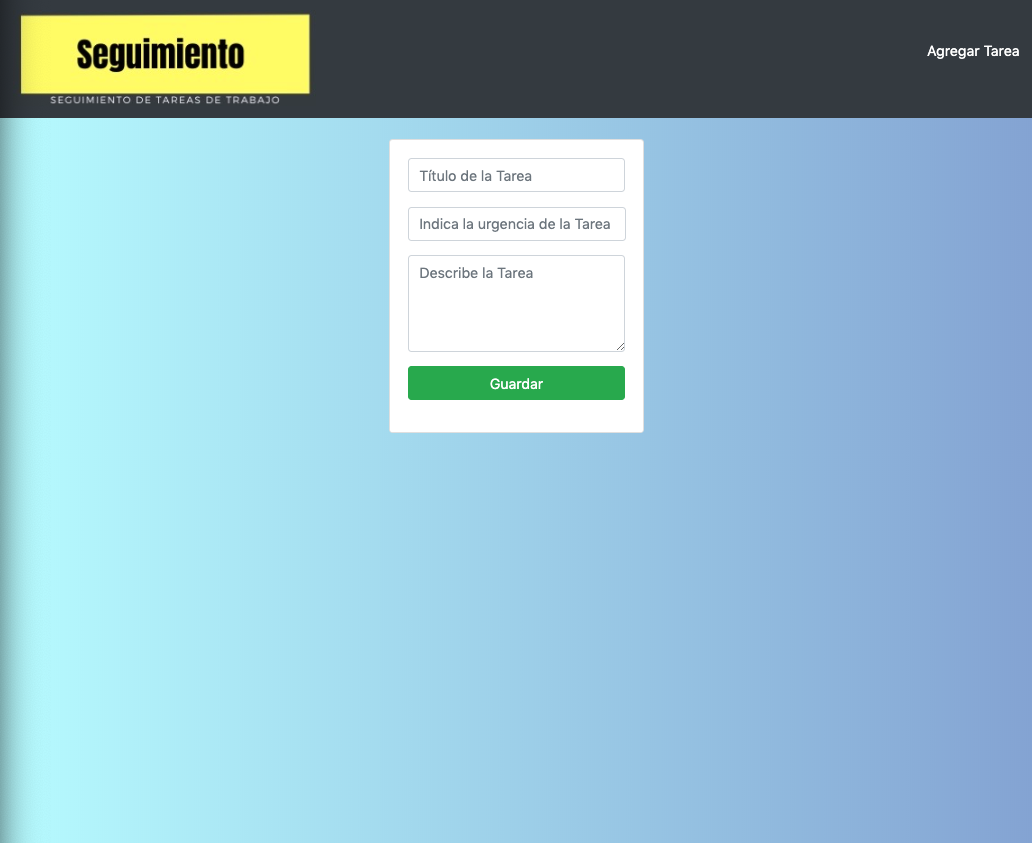 Seguimiento
SEGUIMIENTO DE TAREAS DE TRABAJO
Agregar Tarea
Título de la Tarea
Indica la urgencia de la Tarea
Describe la Tarea
Guardar